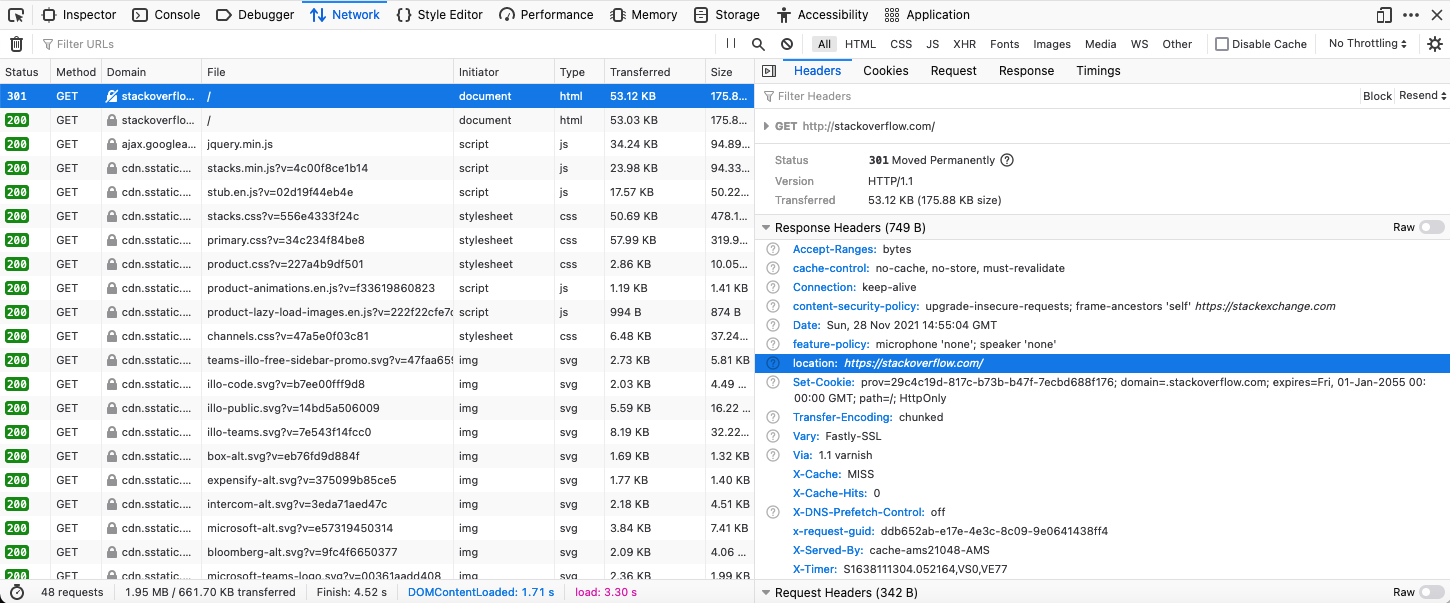 Inspector Console Debugger Network Style Editor Performance Memory Storage Accessibility Application
Filter URLs All HTML CSS JS XHR Fonts Images Media WS Other Disable Cache No Throttling
Status Method Domain File Initiator Type Transferred Size
301 GET stackoverflo... / document html 53.12 KB 175.8...
200 GET stackoverflo... / document html 53.03 KB 175.8...
200 GET ajax.googlea... jquery.min.js script js 34.24 KB 94.89...
200 GET cdn.sstatic.... stacks.min.js?v=4c00f8ce1b14 script js 23.98 KB 94.33...
200 GET cdn.sstatic.... stub.en.js?v=02d19f44eb4e script js 17.57 KB 50.22...
200 GET cdn.sstatic.... stacks.css?v=556e4333f24c stylesheet css 50.69 KB 478.1...
200 GET cdn.sstatic.... primary.css?v=34c234f84be8 stylesheet css 57.99 KB 319.9...
200 GET cdn.sstatic.... product.css?v=227a4b9df501 stylesheet css 2.86 KB 10.05...
200 GET cdn.sstatic.... product-animations.en.js?v=f33619860823 script js 1.19 KB 1.41 KB
200 GET cdn.sstatic.... product-lazy-load-images.en.js?v=222f22cfe7c script js 994 B 874 B
200 GET cdn.sstatic.... channels.css?v=47a5e0f03c81 stylesheet css 6.48 KB 37.24...
200 GET cdn.sstatic.... teams-illo-free-sidebar-promo.svg?v=47faa659 img svg 2.73 KB 5.81 KB
200 GET cdn.sstatic.... illo-code.svg?v=b7ee00fff9d8 img svg 2.03 KB 4.49 ...
200 GET cdn.sstatic.... illo-public.svg?v=14bd5a506009 img svg 5.59 KB 16.22 ...
200 GET cdn.sstatic.... illo-teams.svg?v=7e543f14fcc0 img svg 8.19 KB 32.22...
200 GET cdn.sstatic.... box-alt.svg?v=eb76fd9d884f img svg 1.69 KB 1.32 KB
200 GET cdn.sstatic.... expensify-alt.svg?v=375099b85ce5 img svg 1.77 KB 1.40 KB
200 GET cdn.sstatic.... intercom-alt.svg?v=3eda71aed47c img svg 2.18 KB 4.51 KB
200 GET cdn.sstatic.... microsoft-alt.svg?v=e57319450314 img svg 3.84 KB 7.41 KB
200 GET cdn.sstatic.... bloomberg-alt.svg?v=9fc4f6650377 img svg 2.09 KB 4.06 ...
200 GET cdn.sstatic.... microsoft-teams-logo.svg?v=00361aadd408 img svg 2.36 KB 1.99 KB
48 requests 1.95 MB / 661.70 KB transferred Finish: 4.52 s DOMContentLoaded: 1.71 s load: 3.30 s
Headers Cookies Request Response Timings
Filter Headers Block Resend
GET http://stackoverflow.com/
Status 301 Moved Permanently
Version HTTP/1.1
Transferred 53.12 KB (175.88 KB size)
Response Headers (749 B) Raw
Accept-Ranges: bytes
cache-control: no-cache, no-store, must-revalidate
Connection: keep-alive
content-security-policy: upgrade-insecure-requests; frame-ancestors 'self' https://stackexchange.com
Date: Sun, 28 Nov 2021 14:55:04 GMT
feature-policy: microphone 'none'; speaker 'none'
location: https://stackoverflow.com/
Set-Cookie: prov=29c4c19d-817c-b73b-b47f-7ecbd688f176; domain=.stackoverflow.com; expires=Fri, 01-Jan-2055 00:
00:00 GMT; path=/; HttpOnly
Transfer-Encoding: chunked
Vary: Fastly-SSL
Via: 1.1 varnish
X-Cache: MISS
X-Cache-Hits: 0
X-DNS-Prefetch-Control: off
x-request-guid: ddb652ab-e17e-4e3c-8c09-9e0641438ff4
X-Served-By: cache-ams21048-AMS
X-Timer: S1638111304.052164,VS0,VE77
Request Headers (342 B) Raw